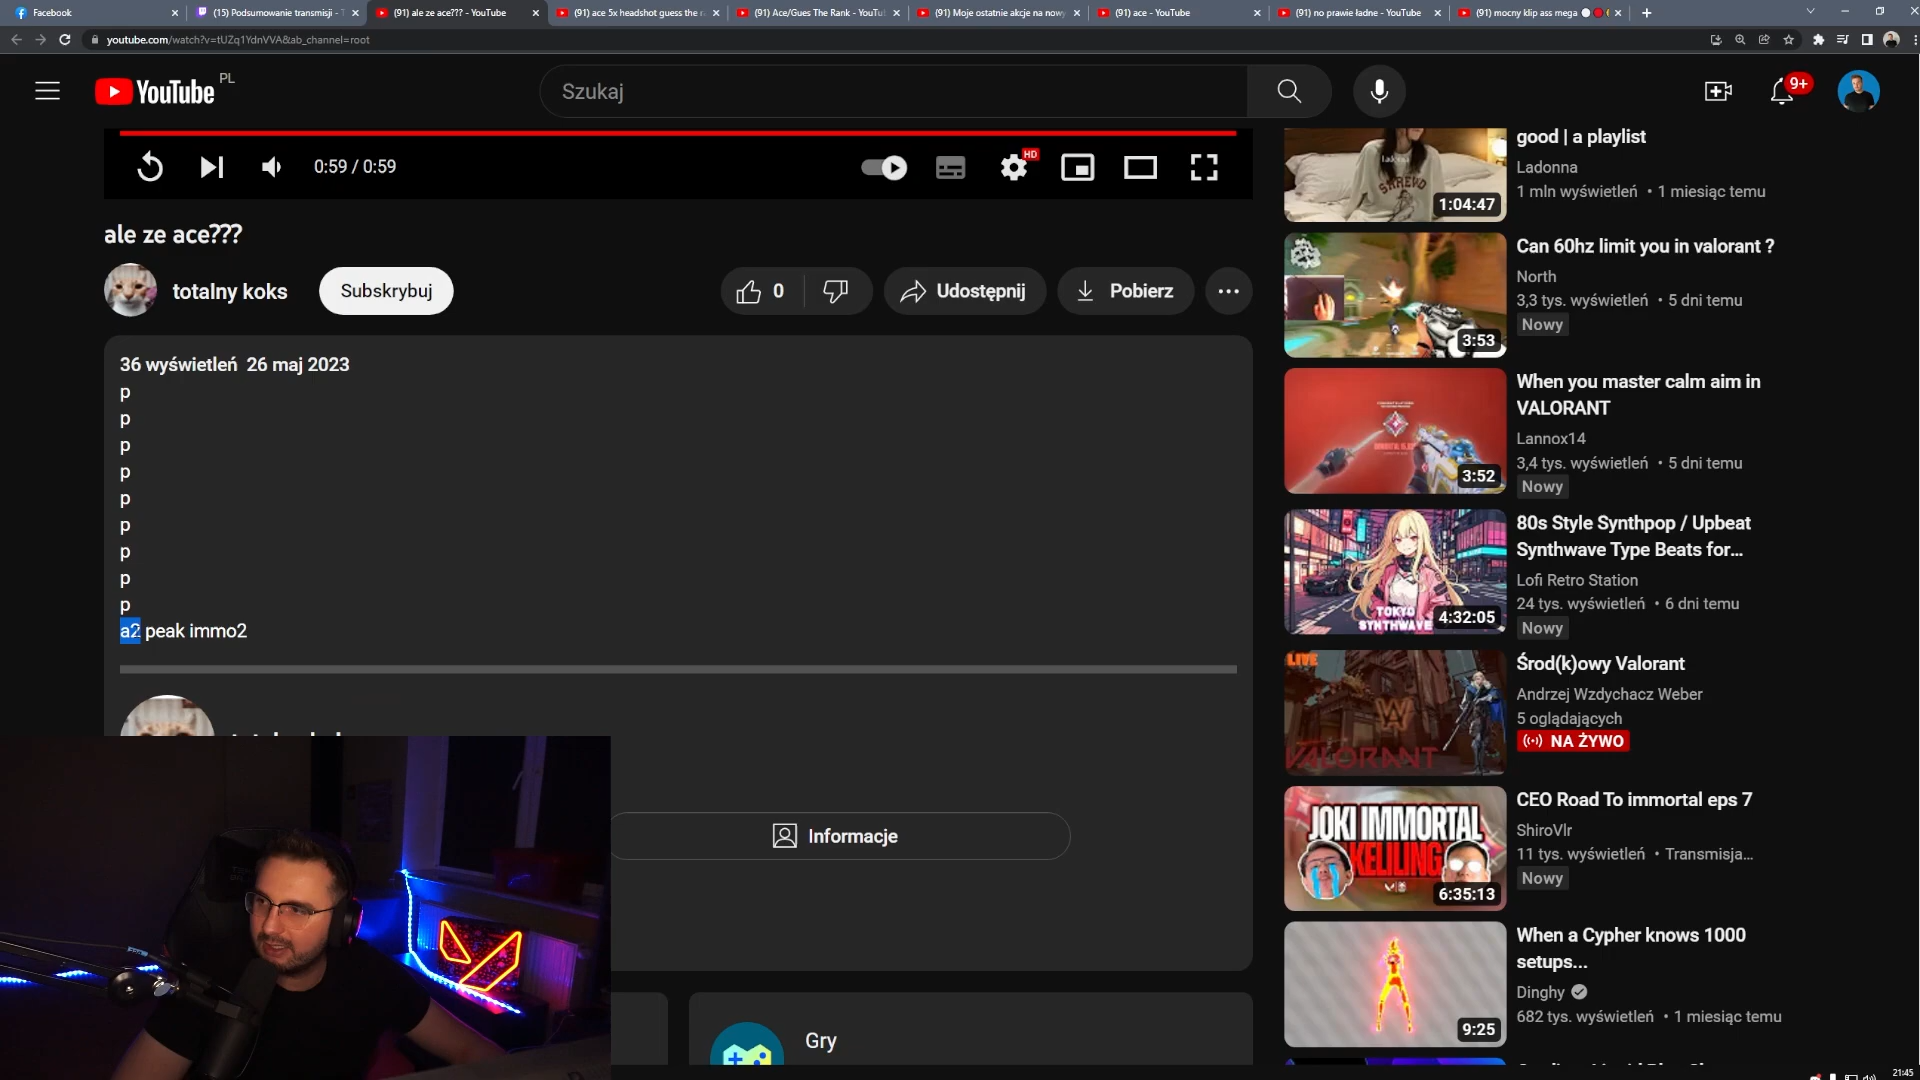 Facebook
(15) Podsumowanie transmisji - T
(91) ale ze ace??? - YouTube
(91) ace 5x headshot guess the ra
(91) Ace/Gues The Rank - YouTu
(91) Moje ostatnie akcje na nowy
(91) ace - YouTube
(91) no prawie ładne - YouTube
(91) mocny klip ass mega
youtube.com/watch?v=tUZq1YdnVVA&ab_channel=root
YouTube PL
Szukaj
9+
0:59 / 0:59
HD
ale ze ace???
totalny koks
Subskrybuj
0
Udostępnij
Pobierz
36 wyświetleń 26 maj 2023
p
p
p
p
p
p
p
p
p
a2 peak immo2
Informacje
Gry
1:04:47
good | a playlist
Ladonna
1 mln wyświetleń • 1 miesiąc temu
3:53
Can 60hz limit you in valorant ?
North
3,3 tys. wyświetleń • 5 dni temu
Nowy
3:52
When you master calm aim in
VALORANT
Lannox14
3,4 tys. wyświetleń • 5 dni temu
Nowy
TOKYO
SYNTHWAVE
4:32:05
80s Style Synthpop / Upbeat
Synthwave Type Beats for...
Lofi Retro Station
24 tys. wyświetleń • 6 dni temu
Nowy
LIVE
VALORANT
Środ(k)owy Valorant
Andrzej Wzdychacz Weber
5 oglądających
NA ŻYWO
JOKI IMMORTAL
KELILING
6:35:13
CEO Road To immortal eps 7
ShiroVlr
11 tys. wyświetleń • Transmisja...
Nowy
9:25
When a Cypher knows 1000
setups...
Dinghy
682 tys. wyświetleń • 1 miesiąc temu
21:45